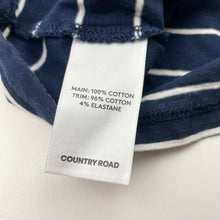 MAIN: 100% COTTON
TRIM: 96% COTTON
4% ELASTANE
COUNTRY ROAD